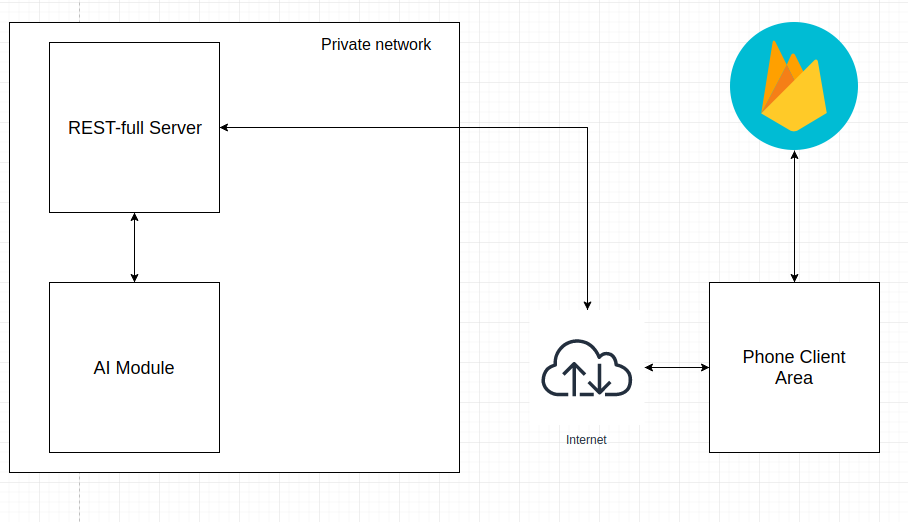 Private network
REST-full Server
AI Module
Internet
Phone Client
Area